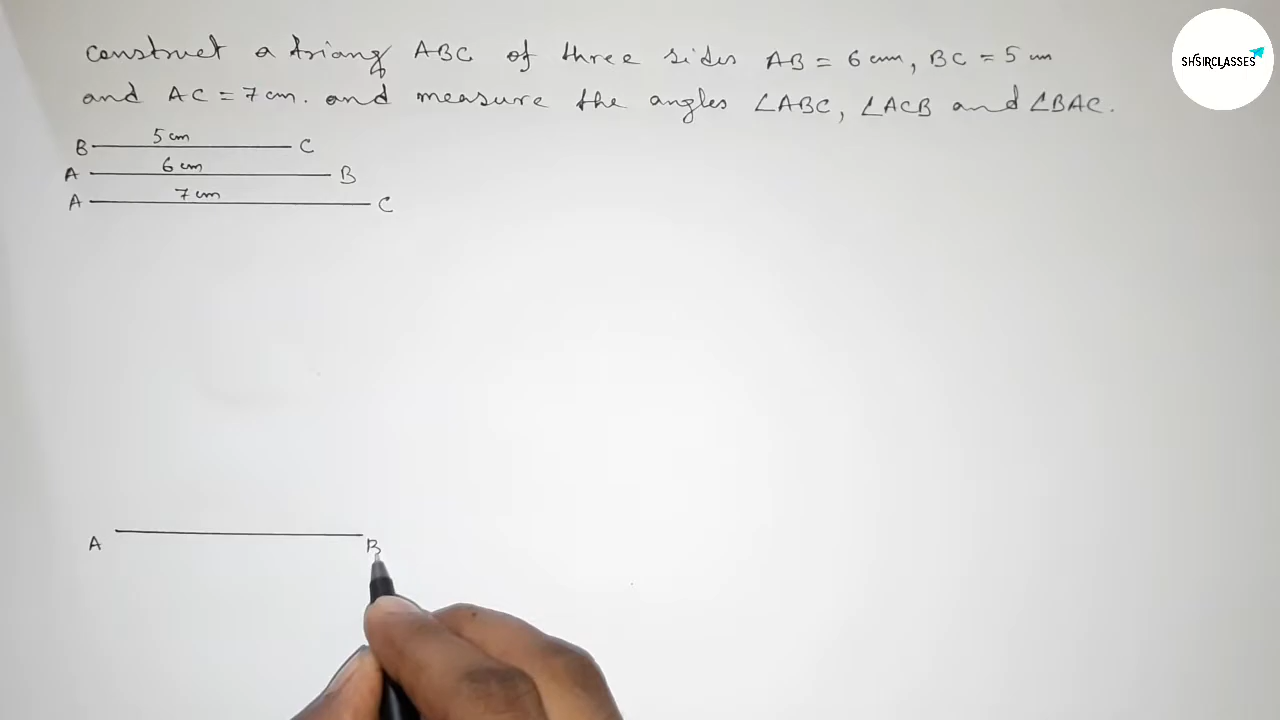 construct a triang ABC of three sides AB = 6 cm, BC = 5 cm
and AC = 7 cm. and measure the angles ∠ABC, ∠ACB and ∠BAC.
SHSIRCLASSES
5 cm
B C
6 cm
A B
7 cm
A C
A B